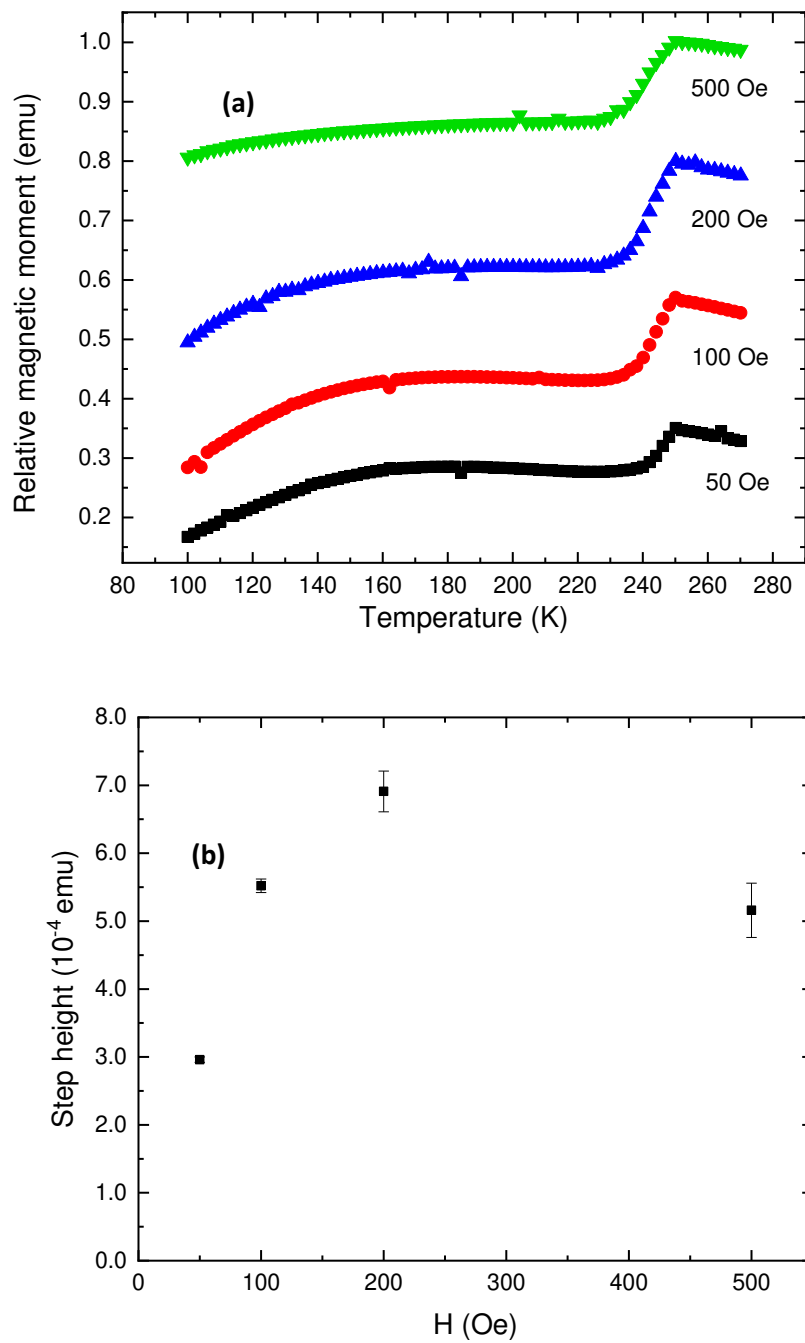 Relative magnetic moment (emu)
1.0
0.9
0.8
0.7
0.6
0.5
0.4
0.3
0.2
(a)
500 Oe
200 Oe
100 Oe
50 Oe
80 100 120 140 160 180 200 220 240 260 280
Temperature (K)
Step height (10⁻⁴ emu)
8.0
7.0
6.0
5.0
4.0
3.0
2.0
1.0
0.0
(b)
0 100 200 300 400 500
H (Oe)